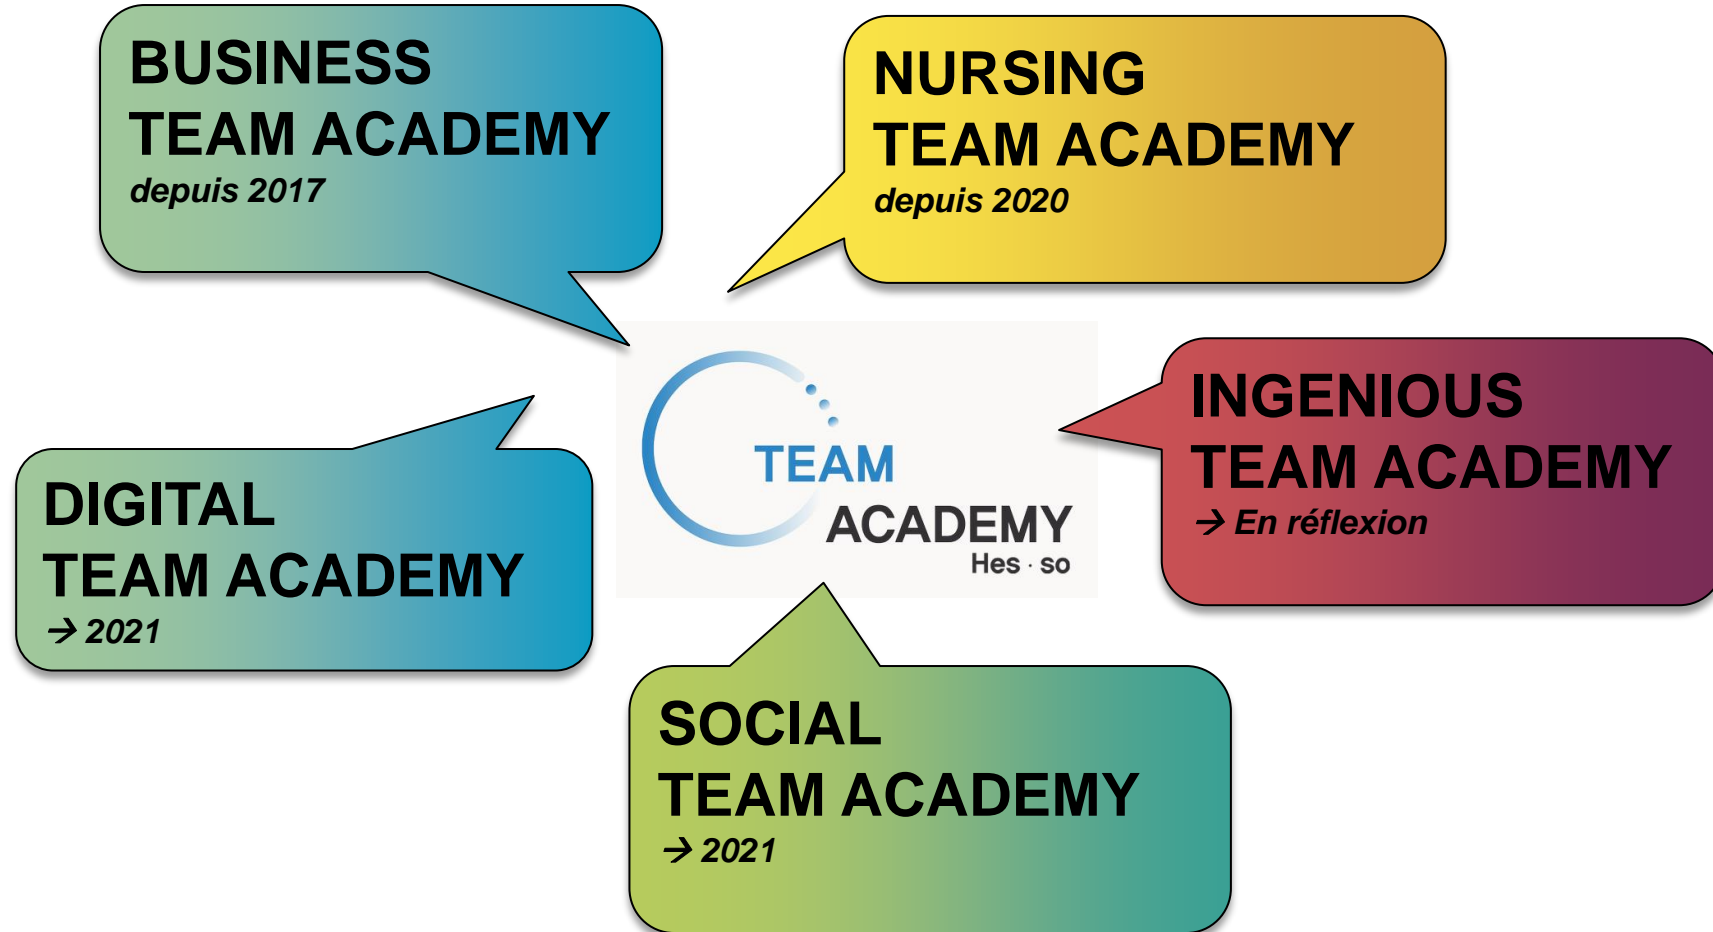 BUSINESS
TEAM ACADEMY
depuis 2017
NURSING
TEAM ACADEMY
depuis 2020
TEAM
ACADEMY
Hes · so
INGENIOUS
TEAM ACADEMY
→ En réflexion
DIGITAL
TEAM ACADEMY
→ 2021
SOCIAL
TEAM ACADEMY
→ 2021